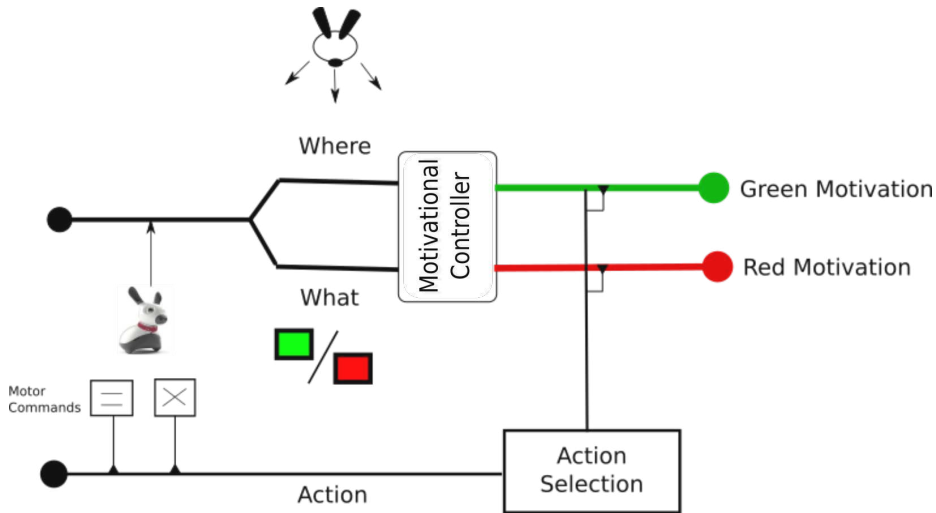 Where
Motivational
Controller
Green Motivation
Red Motivation
What
Motor
Commands
Action
Action
Selection